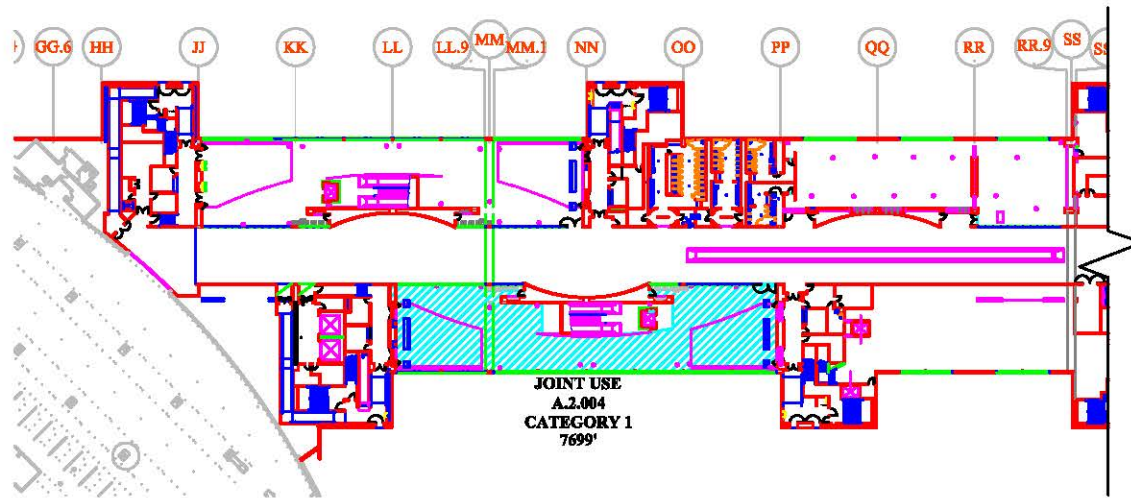 GG.6 HH JJ KK LL LL.9 MM MM.1 NN OO PP QQ RR RR.9 SS
JOINT USE
A.2.004
CATEGORY 1
7699'